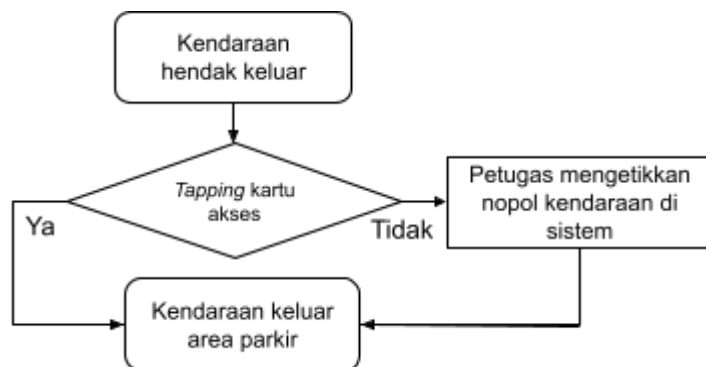 Kendaraan
hendak keluar
Tapping kartu
akses
Ya
Tidak
Petugas mengetikkan
nopol kendaraan di
sistem
Kendaraan keluar
area parkir